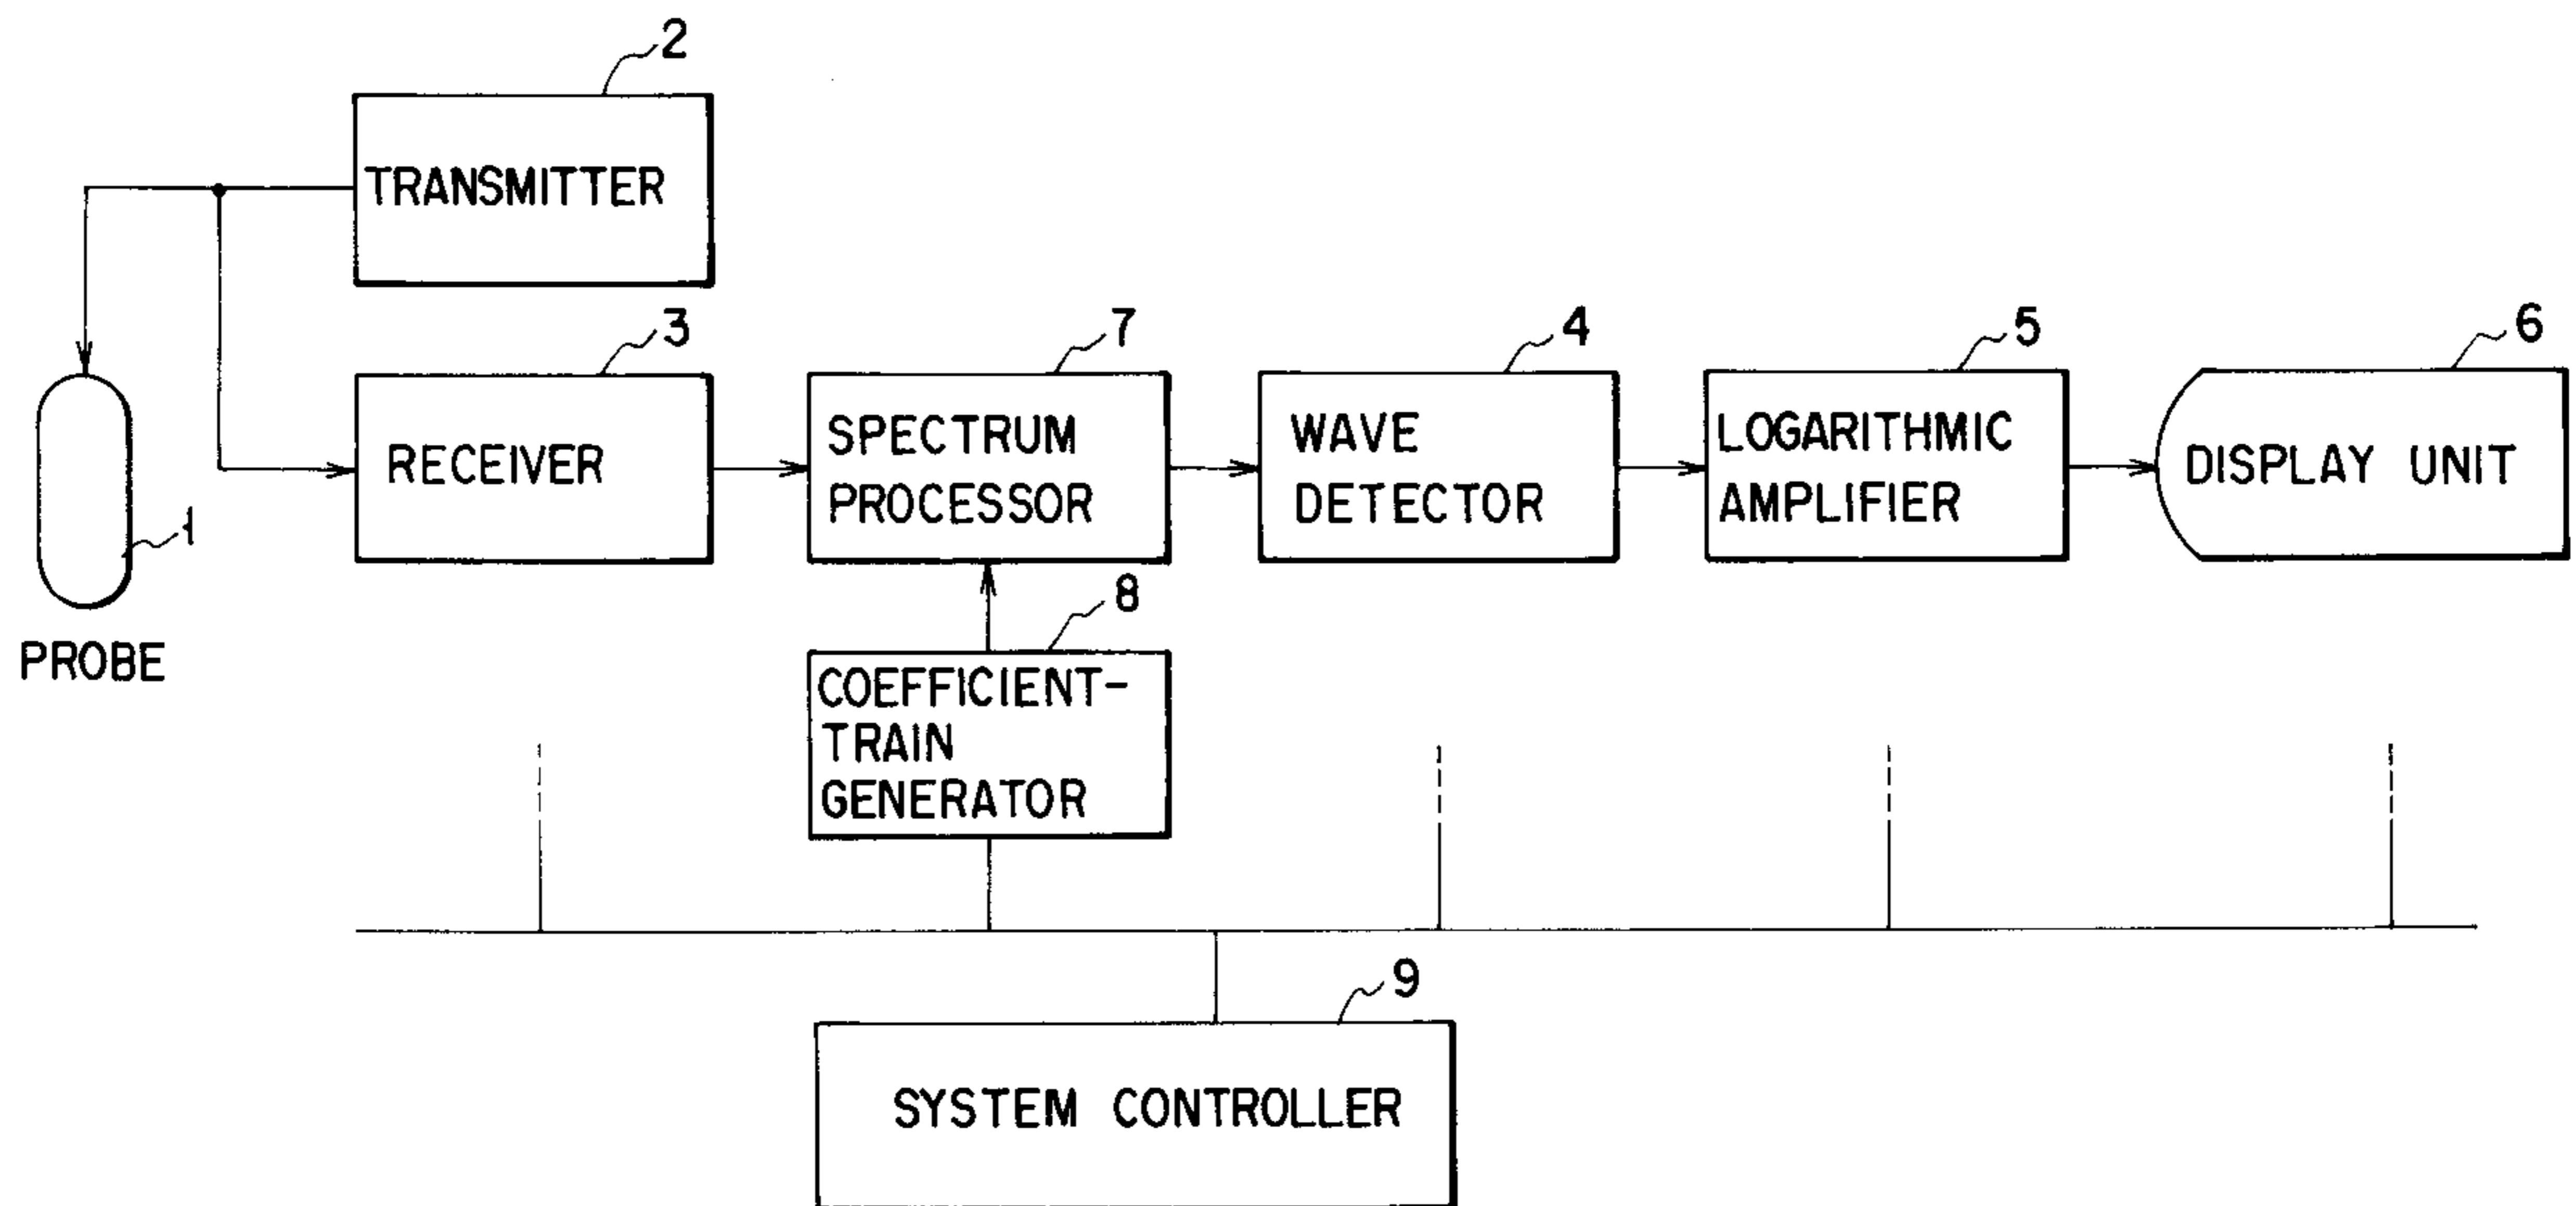 2
TRANSMITTER
3
RECEIVER
7
SPECTRUM
PROCESSOR
4
WAVE
DETECTOR
5
LOGARITHMIC
AMPLIFIER
6
DISPLAY UNIT
1
PROBE
8
COEFFICIENT-
TRAIN
GENERATOR
9
SYSTEM CONTROLLER